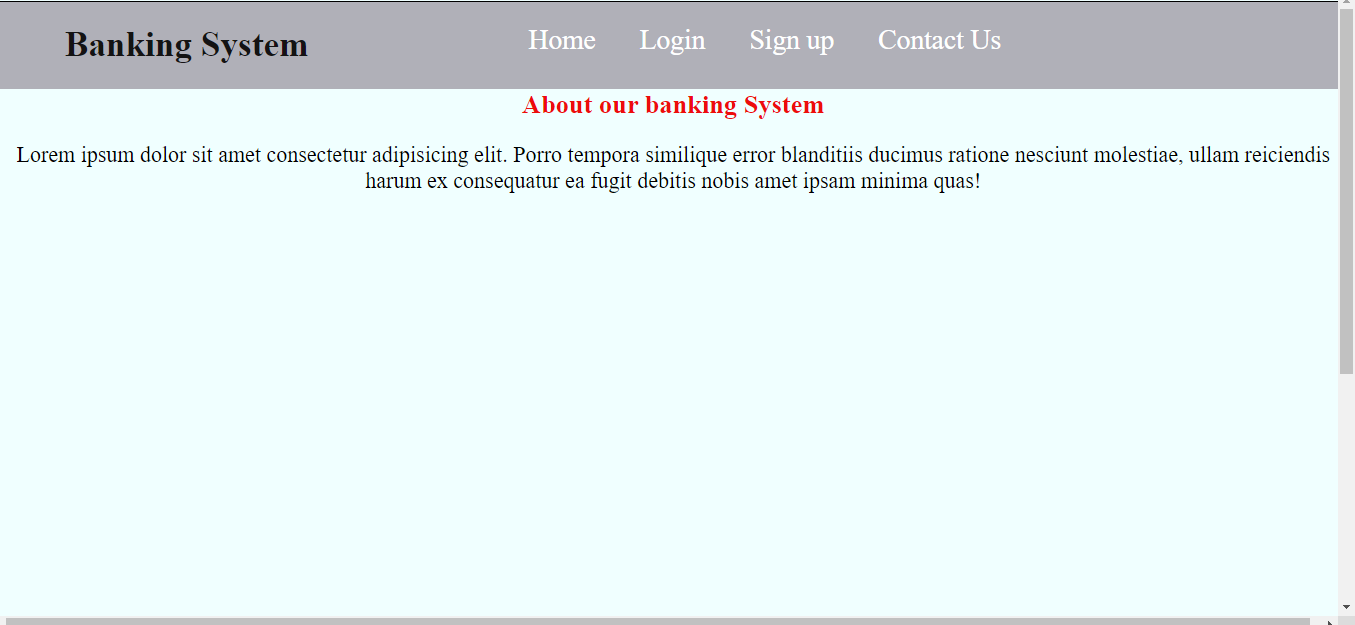 Banking System
Home Login Sign up Contact Us
About our banking System
Lorem ipsum dolor sit amet consectetur adipisicing elit. Porro tempora similique error blanditiis ducimus ratione nesciunt molestiae, ullam reiciendis
harum ex consequatur ea fugit debitis nobis amet ipsam minima quas!